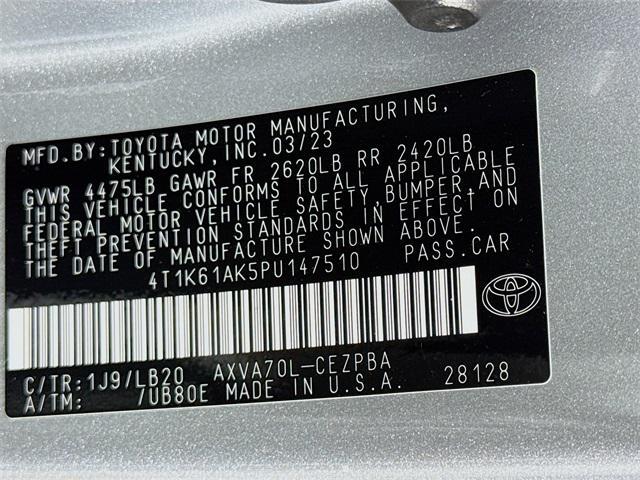 MFD.BY:TOYOTA MOTOR MANUFACTURING,
KENTUCKY,INC.03/23
GVWR 4475LB GAWR FR 2620LB RR 2420LB
THIS VEHICLE CONFORMS TO ALL APPLICABLE
FEDERAL MOTOR VEHICLE SAFETY,BUMPER,AND
THEFT PREVENTION STANDARDS IN EFFECT ON
THE DATE OF MANUFACTURE SHOWN ABOVE.
4T1K61AK5PU147510 PASS.CAR
C/TR:1J9/LB20 AXVA70L-CEZPBA
A/TM: /UB80E MADE IN U.S.A. 28128